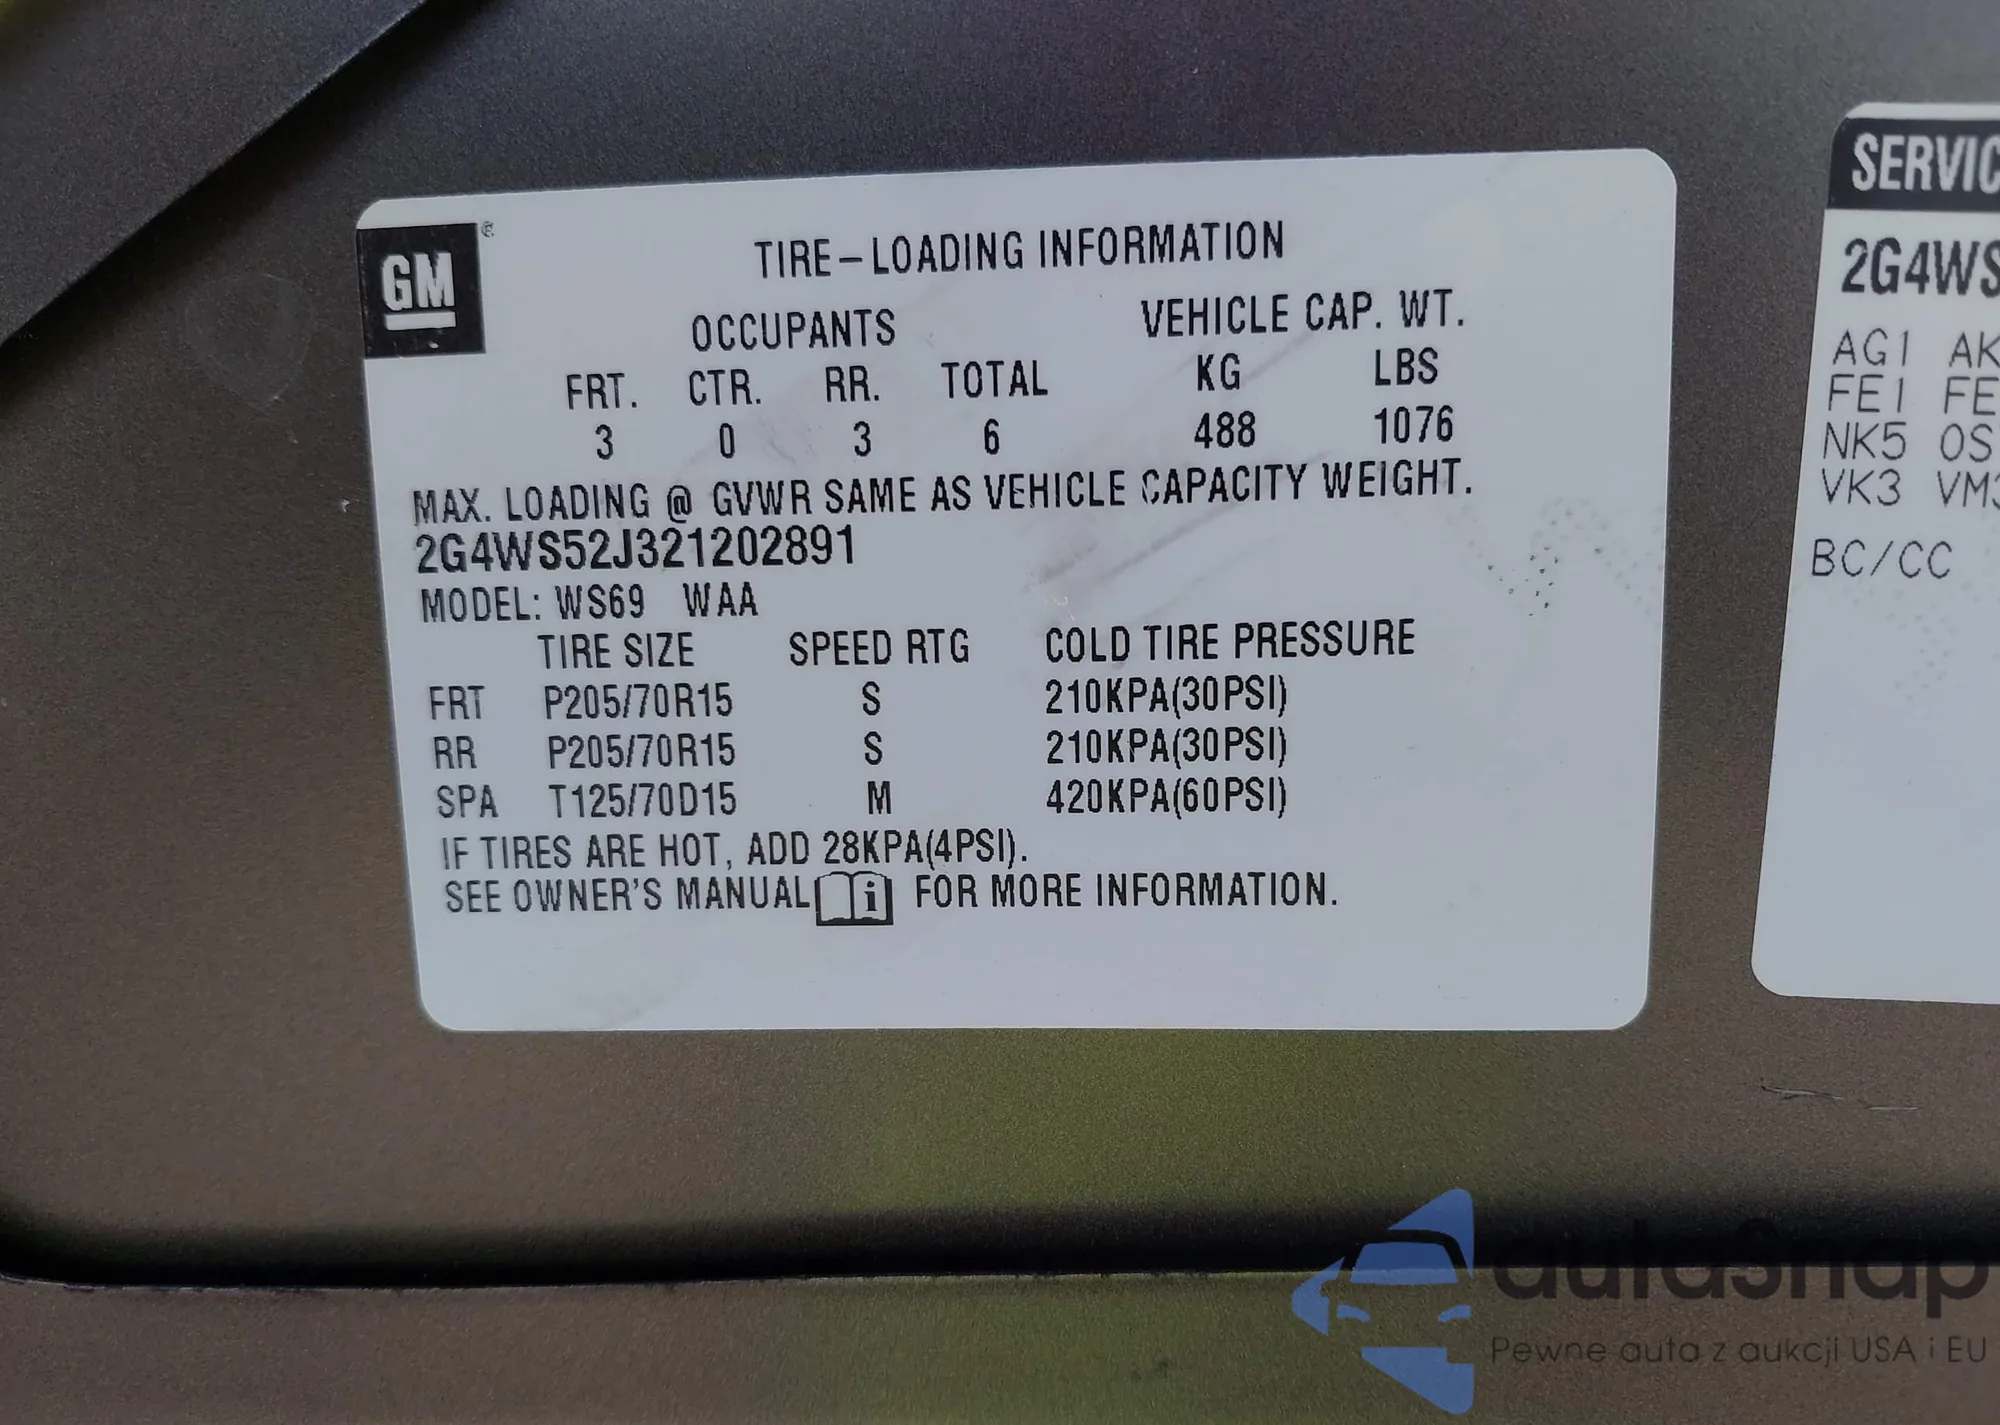 GM ®
TIRE–LOADING INFORMATION
OCCUPANTS VEHICLE CAP. WT.
FRT. CTR. RR. TOTAL KG LBS
3 0 3 6 488 1076
MAX. LOADING @ GVWR SAME AS VEHICLE CAPACITY WEIGHT.
2G4WS52J321202891
MODEL: WS69 WAA
TIRE SIZE SPEED RTG COLD TIRE PRESSURE
FRT P205/70R15 S 210KPA(30PSI)
RR P205/70R15 S 210KPA(30PSI)
SPA T125/70D15 M 420KPA(60PSI)
IF TIRES ARE HOT, ADD 28KPA(4PSI).
SEE OWNER'S MANUAL i FOR MORE INFORMATION.
SERVIC
2G4WS
AG1 AK
FE1 FE
NK5 OS
VK3 VM3
BC/CC
autasnap
Pewne auta z aukcji USA i EU